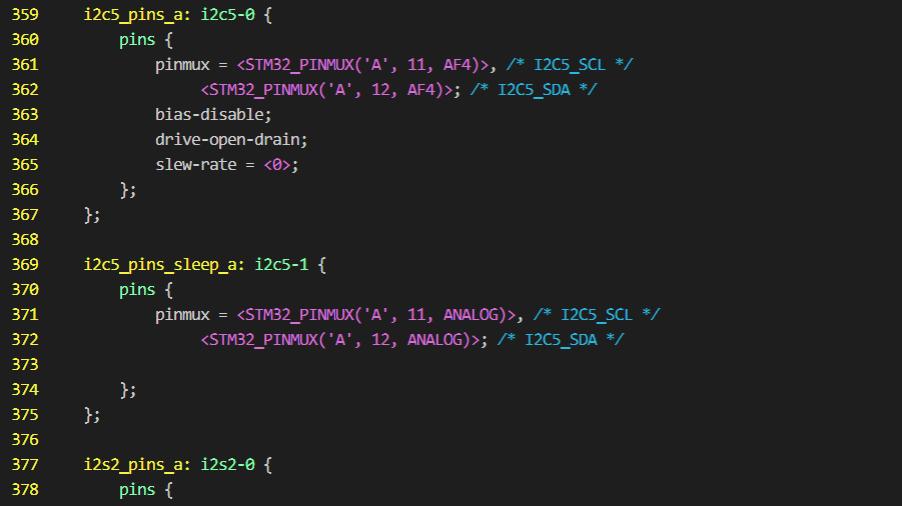 359 i2c5_pins_a: i2c5-0 {
360 pins {
361 pinmux = <STM32_PINMUX('A', 11, AF4)>, /* I2C5_SCL */
362 <STM32_PINMUX('A', 12, AF4)>; /* I2C5_SDA */
363 bias-disable;
364 drive-open-drain;
365 slew-rate = <0>;
366 };
367 };
368
369 i2c5_pins_sleep_a: i2c5-1 {
370 pins {
371 pinmux = <STM32_PINMUX('A', 11, ANALOG)>, /* I2C5_SCL */
372 <STM32_PINMUX('A', 12, ANALOG)>; /* I2C5_SDA */
373
374 };
375 };
376
377 i2s2_pins_a: i2s2-0 {
378 pins {